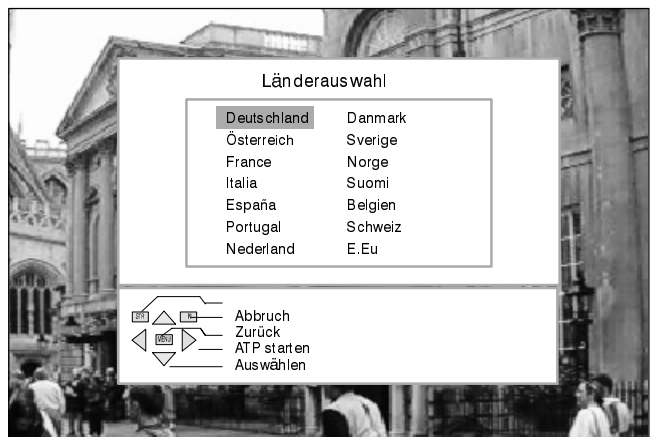 Länderauswahl
Deutschland Danmark
Österreich Sverige
France Norge
Italia Suomi
España Belgien
Portugal Schweiz
Nederland E.Eu
Abbruch
Zurück
MENU
ATP starten
Auswählen